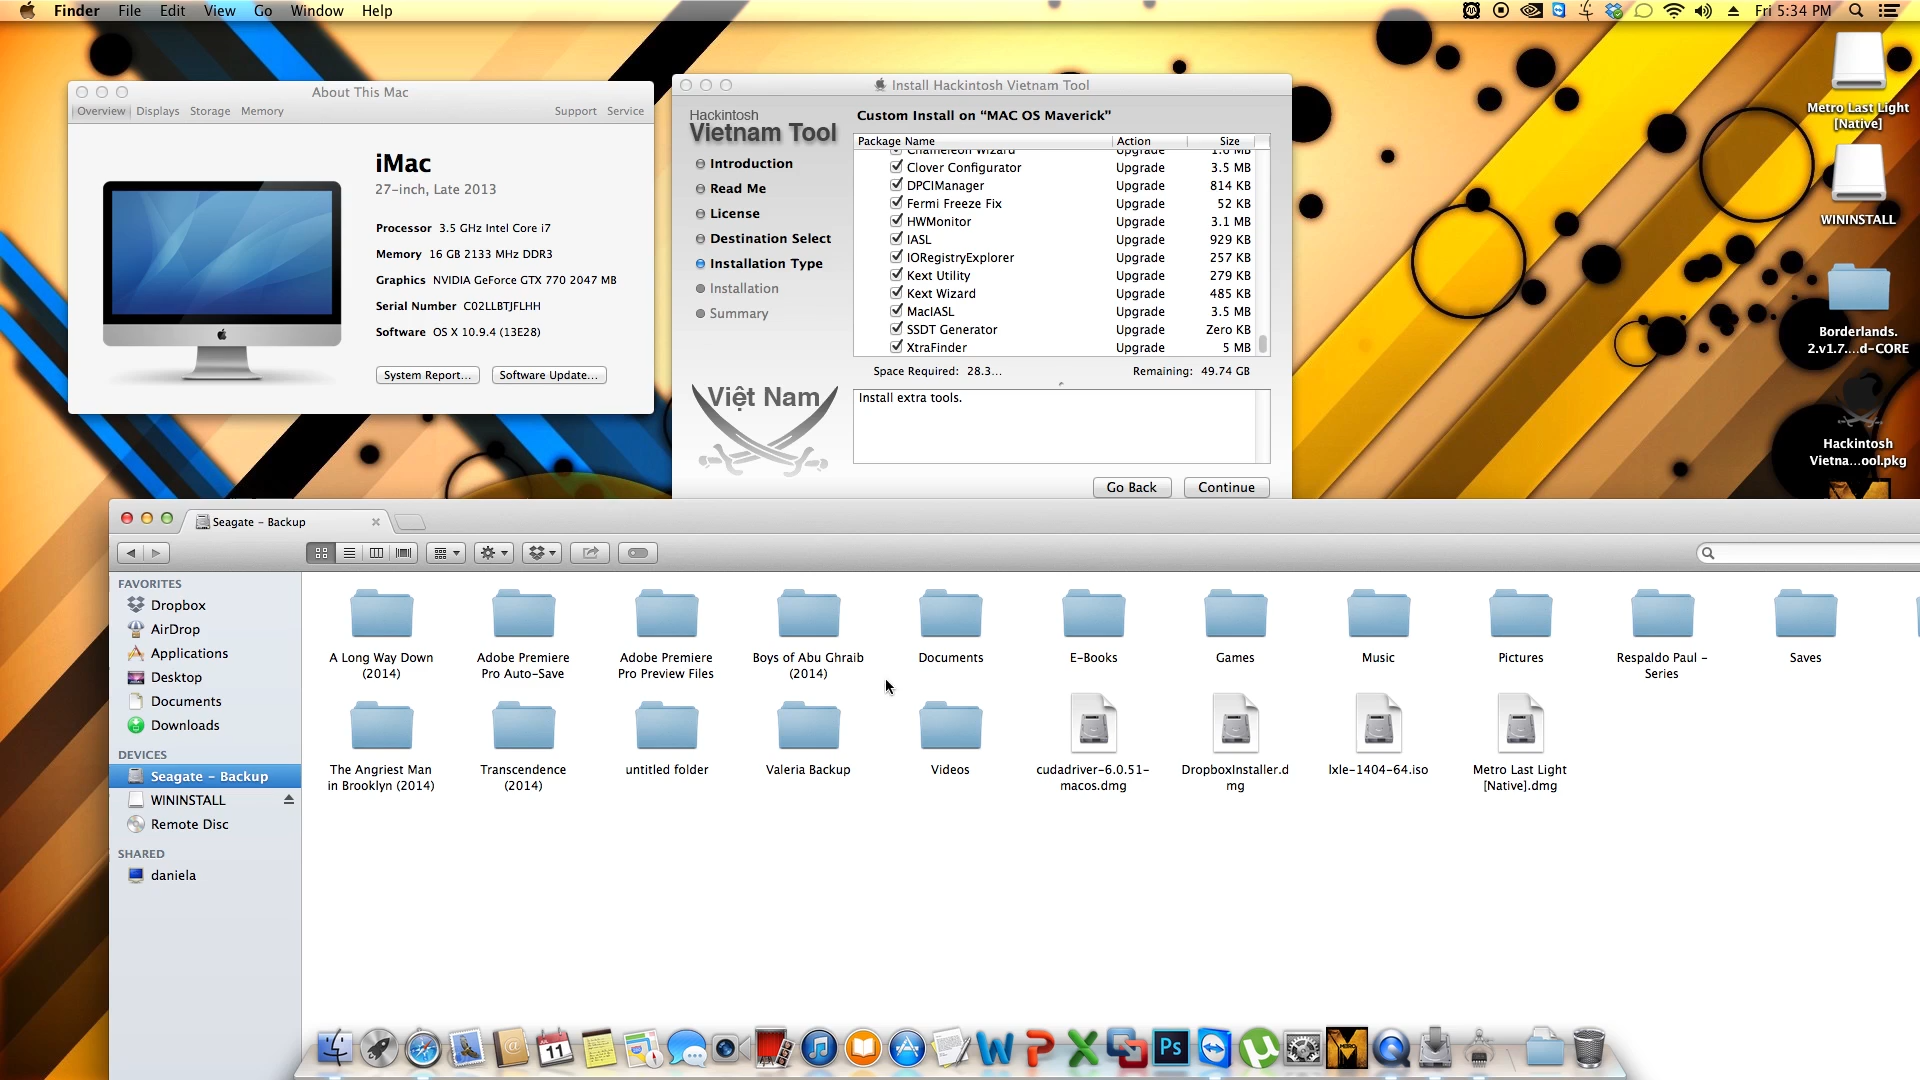 Finder File Edit View Go Window Help
Fri 5:34 PM
About This Mac
Overview Displays Storage Memory Support Service
iMac
27-inch, Late 2013
Processor 3.5 GHz Intel Core i7
Memory 16 GB 2133 MHz DDR3
Graphics NVIDIA GeForce GTX 770 2047 MB
Serial Number C02LLBTJFLHH
Software OS X 10.9.4 (13E28)
System Report...
Software Update...
Install Hackintosh Vietnam Tool
Hackintosh
Vietnam Tool
Introduction
Read Me
License
Destination Select
Installation Type
Installation
Summary
Việt Nam
Custom Install on “MAC OS Maverick”
Package Name Action Size
Chameleon Wizard Upgrade 1.6 MB
Clover Configurator Upgrade 3.5 MB
DPCIManager Upgrade 814 KB
Fermi Freeze Fix Upgrade 52 KB
HWMonitor Upgrade 3.1 MB
IASL Upgrade 929 KB
IORegistryExplorer Upgrade 257 KB
Kext Utility Upgrade 279 KB
Kext Wizard Upgrade 485 KB
MacIASL Upgrade 3.5 MB
SSDT Generator Upgrade Zero KB
XtraFinder Upgrade 5 MB
Space Required: 28.3... Remaining: 49.74 GB
Install extra tools.
Go Back
Continue
Metro Last Light
[Native]
WININSTALL
Borderlands.
2.v1.7....d-CORE
Hackintosh
Vietna...ool.pkg
Seagate - Backup
FAVORITES
Dropbox
AirDrop
Applications
Desktop
Documents
Downloads
DEVICES
Seagate - Backup
WININSTALL
Remote Disc
SHARED
daniela
A Long Way Down
(2014)
Adobe Premiere
Pro Auto-Save
Adobe Premiere
Pro Preview Files
Boys of Abu Ghraib
(2014)
Documents
E-Books
Games
Music
Pictures
Respaldo Paul -
Series
Saves
The Angriest Man
in Brooklyn (2014)
Transcendence
(2014)
untitled folder
Valeria Backup
Videos
cudadriver-6.0.51-
macos.dmg
DropboxInstaller.d
mg
lxle-1404-64.iso
Metro Last Light
[Native].dmg
11
Ps